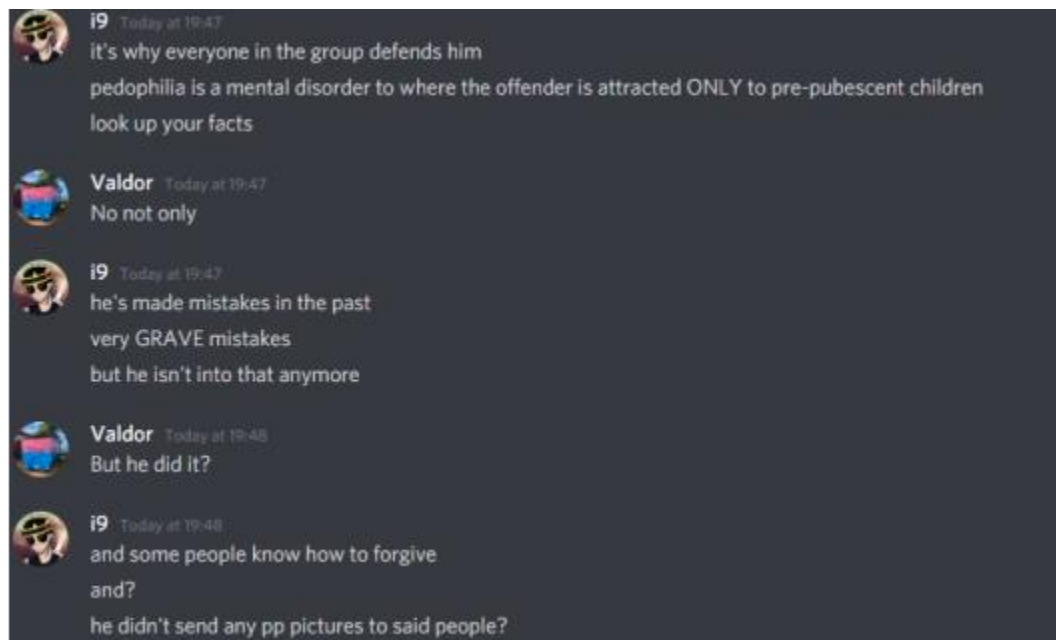 i9 Today at 19:47
it's why everyone in the group defends him
pedophilia is a mental disorder to where the offender is attracted ONLY to pre-pubescent children
look up your facts
Valdor Today at 19:47
No not only
i9 Today at 19:47
he's made mistakes in the past
very GRAVE mistakes
but he isn't into that anymore
Valdor Today at 19:48
But he did it?
i9 Today at 19:48
and some people know how to forgive
and?
he didn't send any pp pictures to said people?